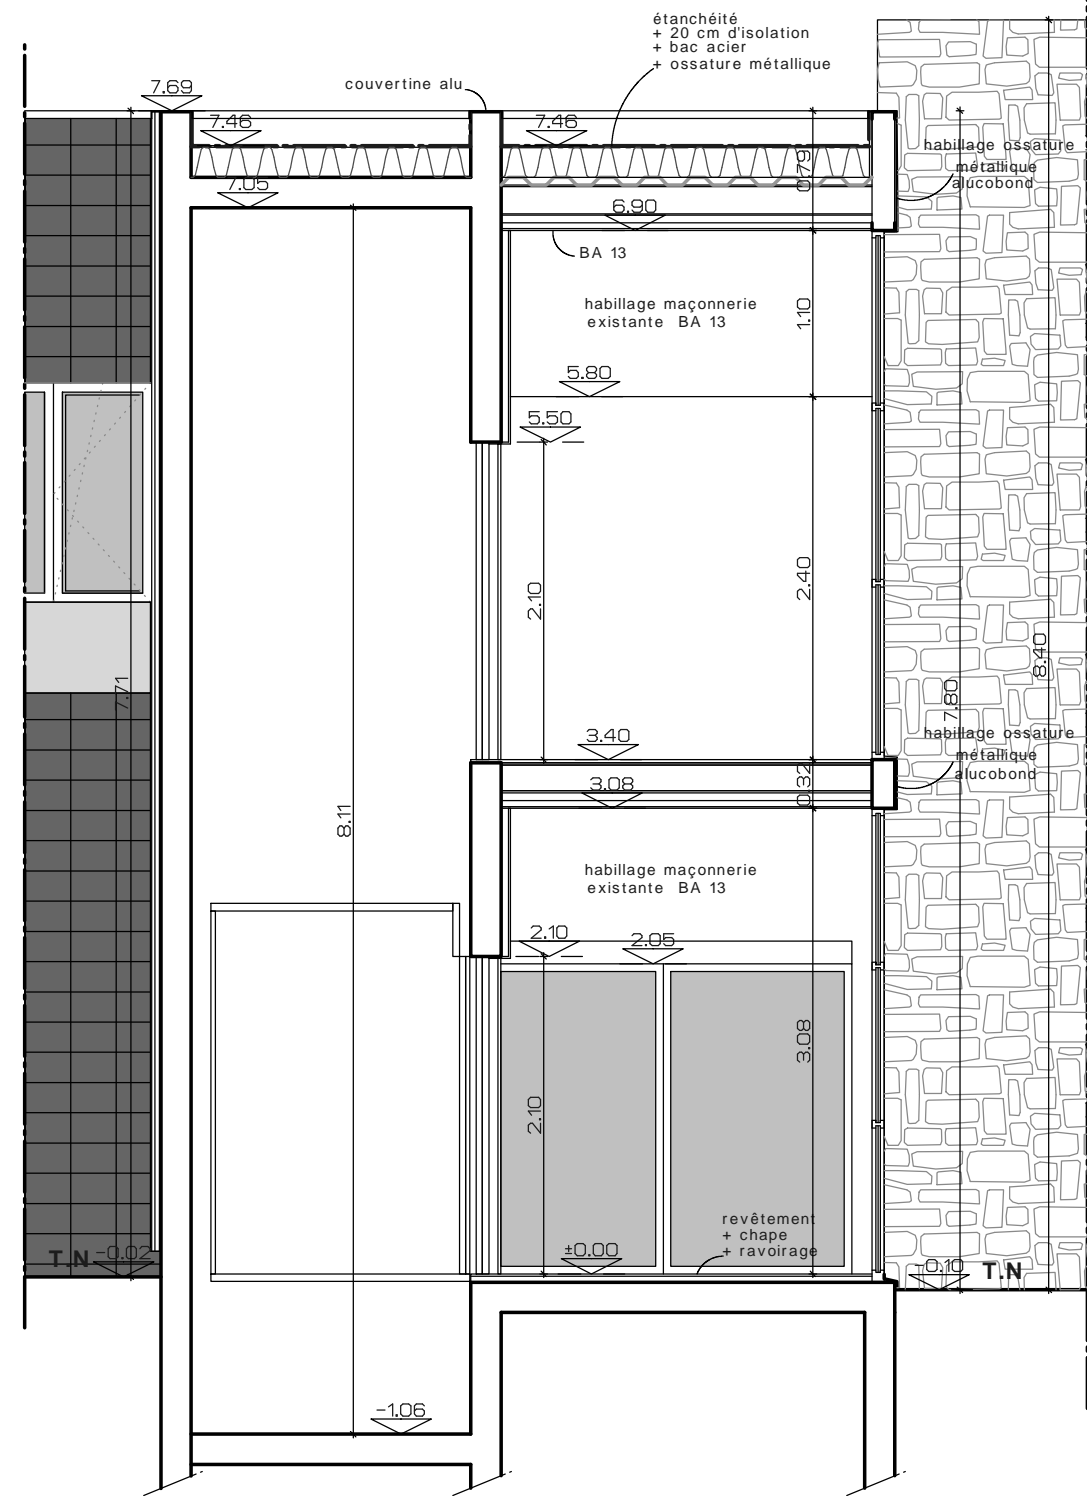 étanchéité
+ 20 cm d'isolation
+ bac acier
+ ossature métallique
couvertine alu
7.69
7.46
7.46
0.79
habillage ossature
métallique
alucobond
7.05
6.90
BA 13
habillage maçonnerie
existante BA 13
1.10
5.80
5.50
2.10
2.40
8.40
7.71
7.80
3.40
habillage ossature
métallique
alucobond
3.08
0.32
8.11
habillage maçonnerie
existante BA 13
2.10
2.05
3.08
2.10
revêtement
+ chape
+ ravoirage
±0.00
T.N
-0.02
-0.10
T.N
-1.06